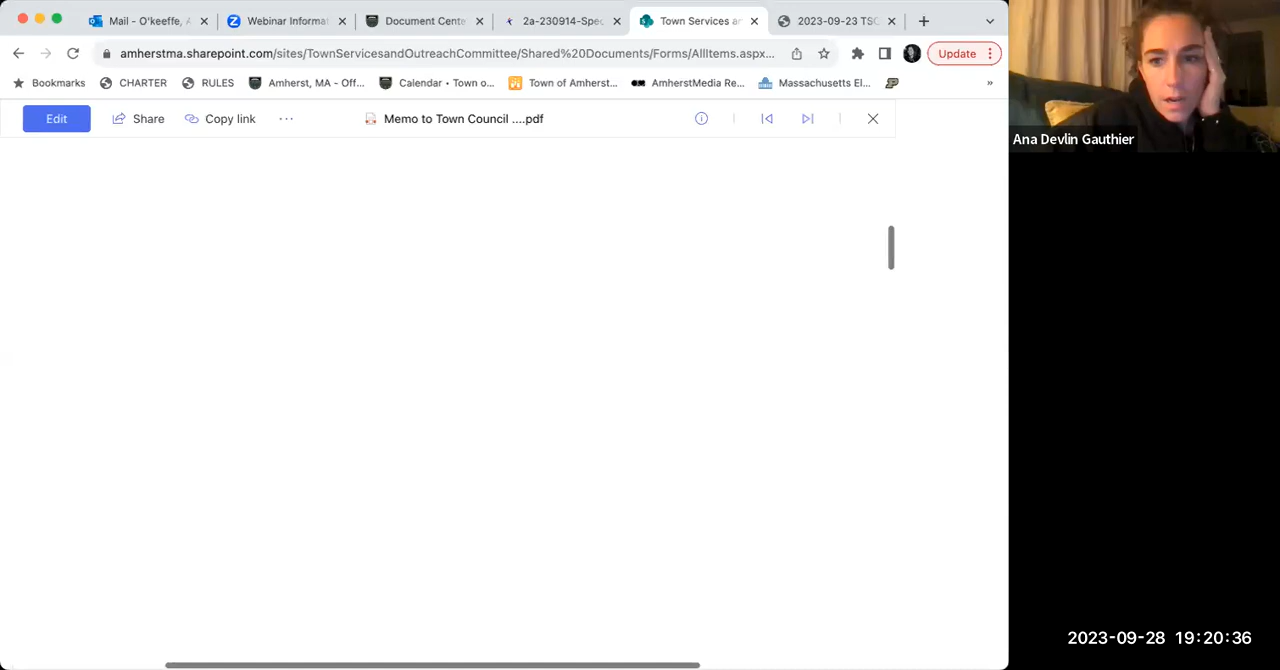 Mail - O'keeffe, A
Webinar Informa
Document Cente
2a-230914-Spec
Town Services an
2023-09-23 TSO
amherstma.sharepoint.com/sites/TownServicesandOutreachCommittee/Shared%20Documents/Forms/AllItems.aspx...
Update
Bookmarks
CHARTER
RULES
Amherst, MA - Off...
Calendar • Town o...
Town of Amherst...
AmherstMedia Re...
Massachusetts El...
»
Edit
Share
Copy link
...
Memo to Town Council ....pdf
Ana Devlin Gauthier
2023-09-28 19:20:36